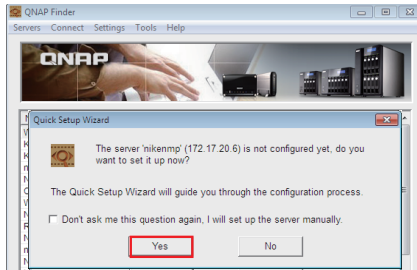 QNAP Finder
Servers Connect Settings Tools Help
QNAP
Quick Setup Wizard
The server 'nikenmp' (172.17.20.6) is not configured yet, do you
want to set it up now?
The Quick Setup Wizard will guide you through the configuration process.
Don't ask me this question again, I will set up the server manually.
Yes No